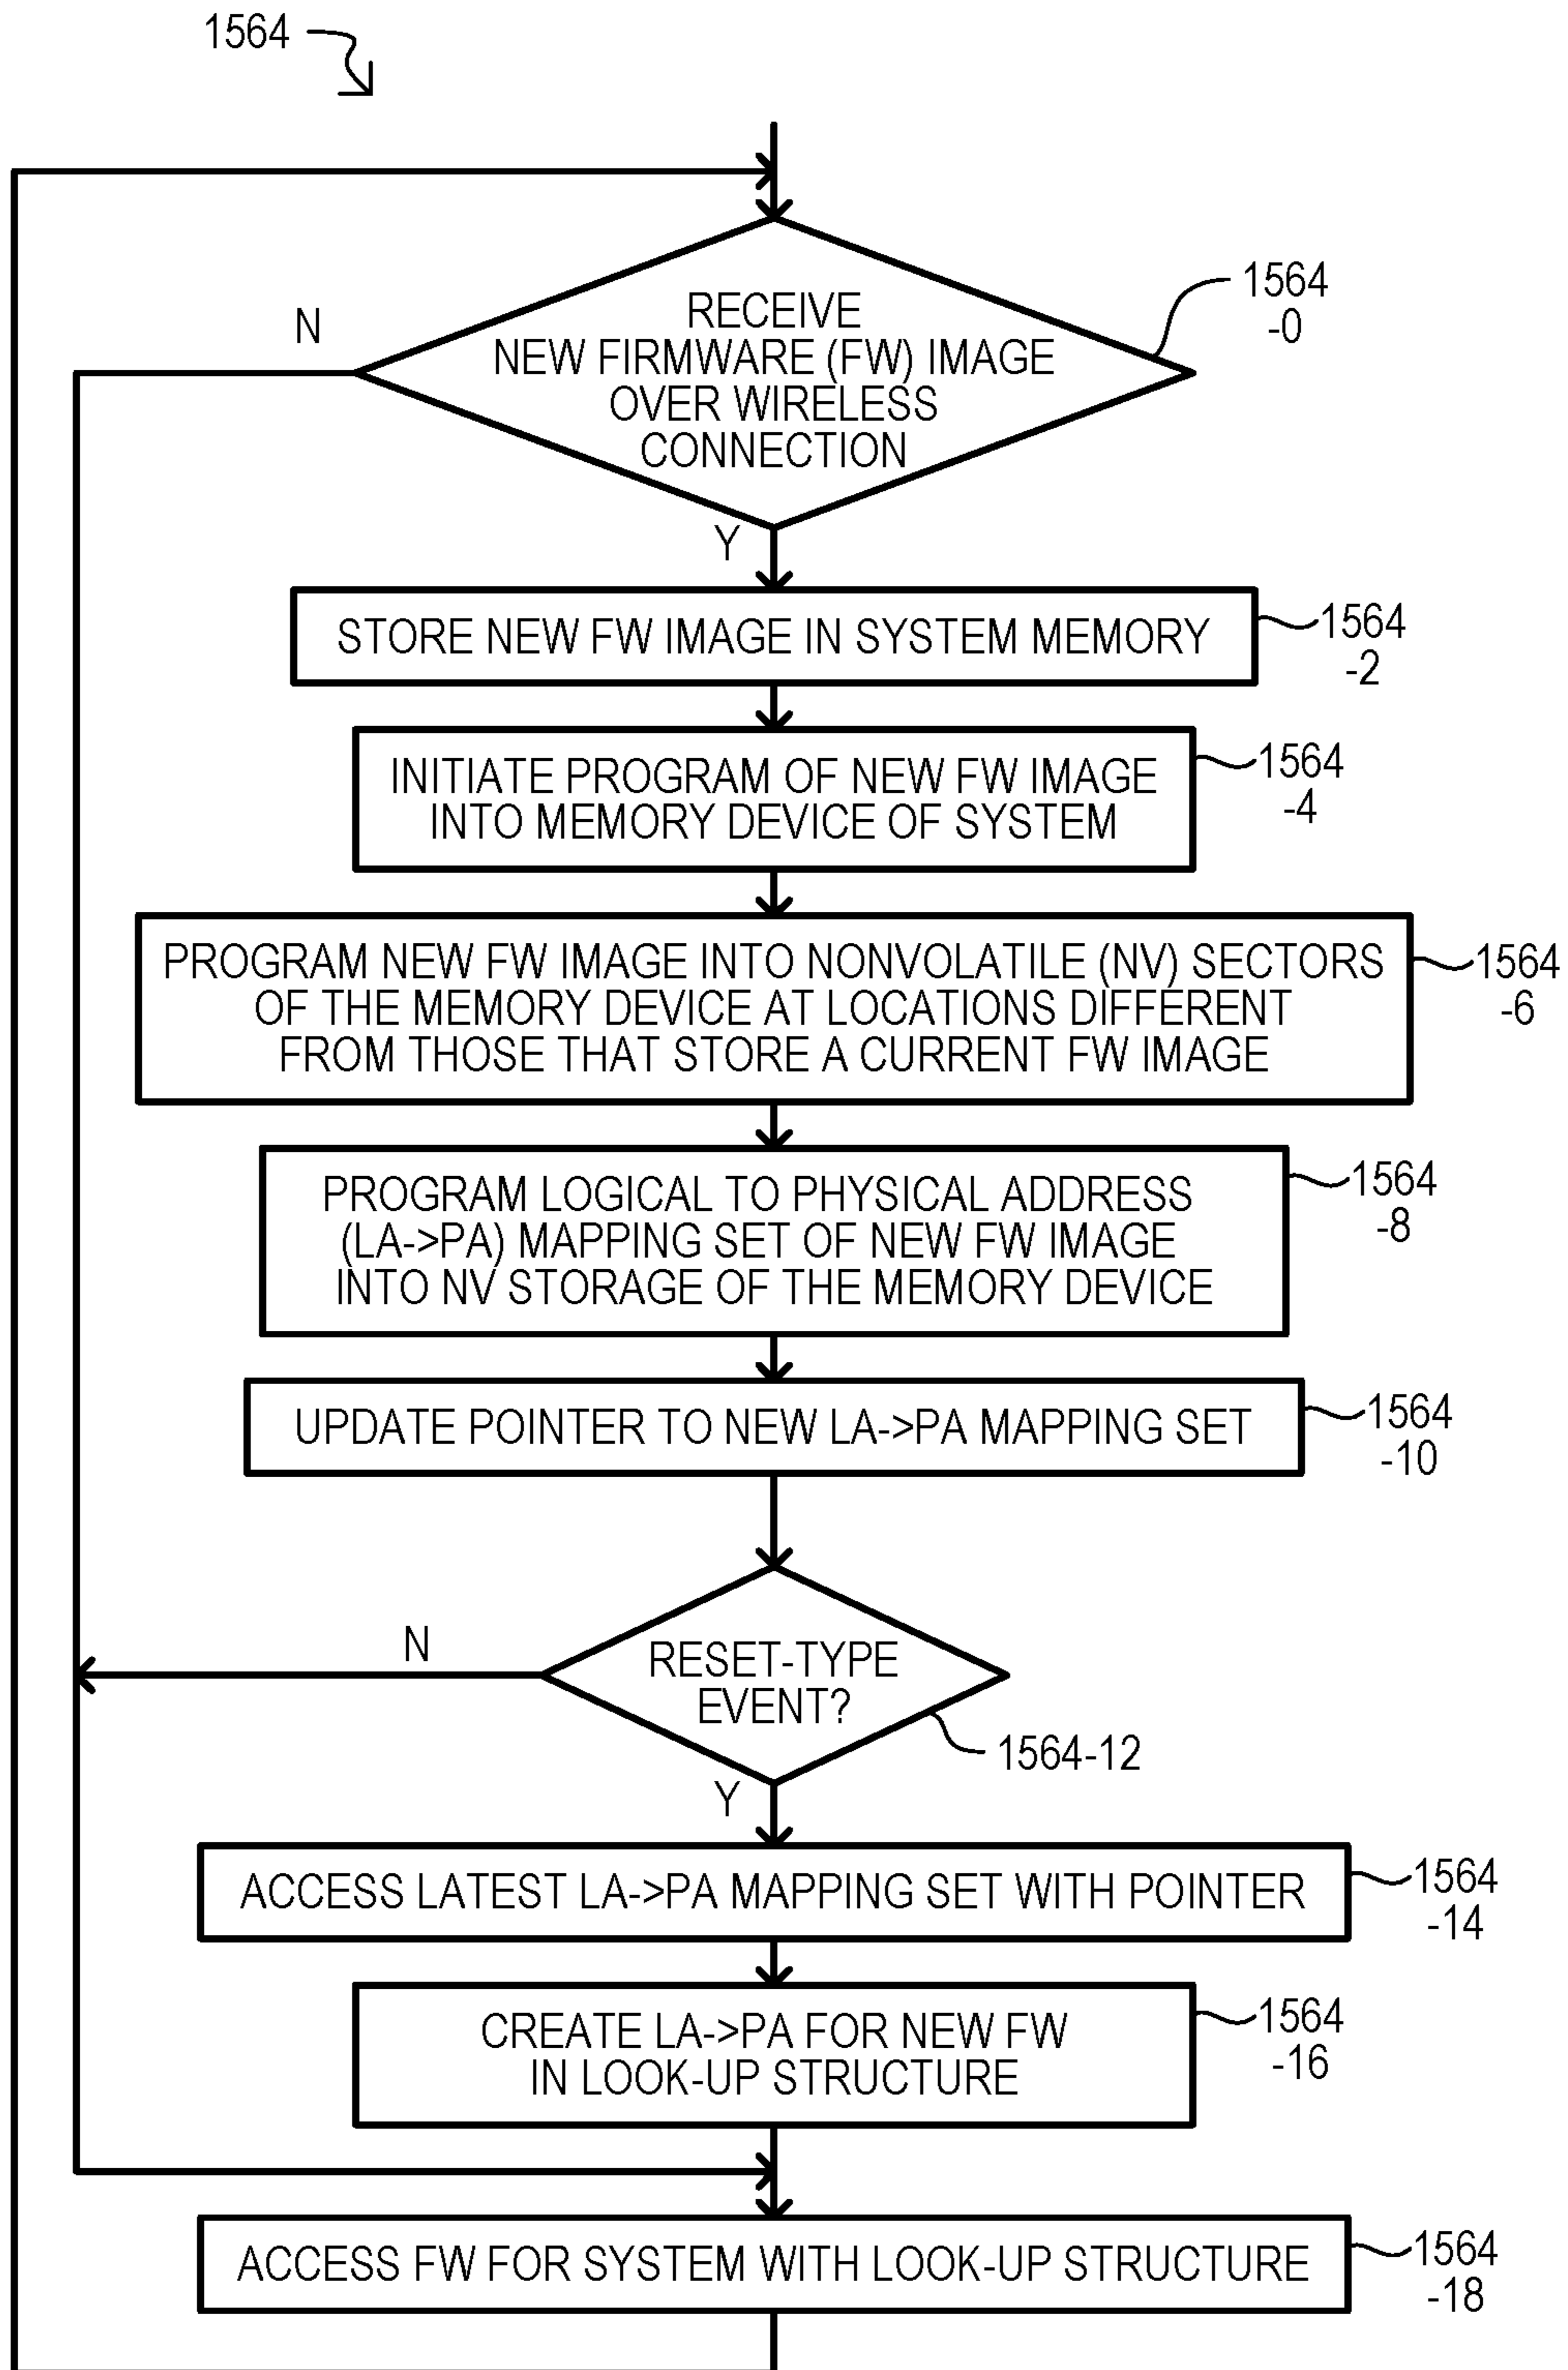 1564
RECEIVE
NEW FIRMWARE (FW) IMAGE
OVER WIRELESS
CONNECTION
1564
-0
N
Y
STORE NEW FW IMAGE IN SYSTEM MEMORY
1564
-2
INITIATE PROGRAM OF NEW FW IMAGE
INTO MEMORY DEVICE OF SYSTEM
1564
-4
PROGRAM NEW FW IMAGE INTO NONVOLATILE (NV) SECTORS
OF THE MEMORY DEVICE AT LOCATIONS DIFFERENT
FROM THOSE THAT STORE A CURRENT FW IMAGE
1564
-6
PROGRAM LOGICAL TO PHYSICAL ADDRESS
(LA->PA) MAPPING SET OF NEW FW IMAGE
INTO NV STORAGE OF THE MEMORY DEVICE
1564
-8
UPDATE POINTER TO NEW LA->PA MAPPING SET
1564
-10
N
RESET-TYPE
EVENT?
1564-12
Y
ACCESS LATEST LA->PA MAPPING SET WITH POINTER
1564
-14
CREATE LA->PA FOR NEW FW
IN LOOK-UP STRUCTURE
1564
-16
ACCESS FW FOR SYSTEM WITH LOOK-UP STRUCTURE
1564
-18